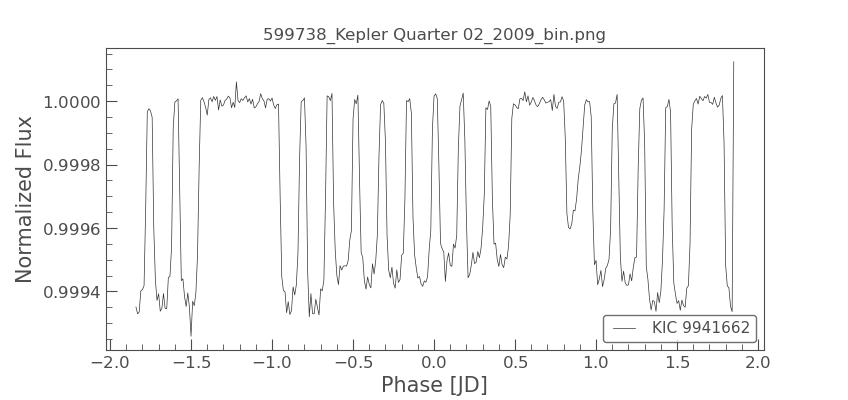 599738_Kepler Quarter 02_2009_bin.png
Normalized Flux
1.0000
0.9998
0.9996
0.9994
KIC 9941662
−2.0 −1.5 −1.0 −0.5 0.0 0.5 1.0 1.5 2.0
Phase [JD]